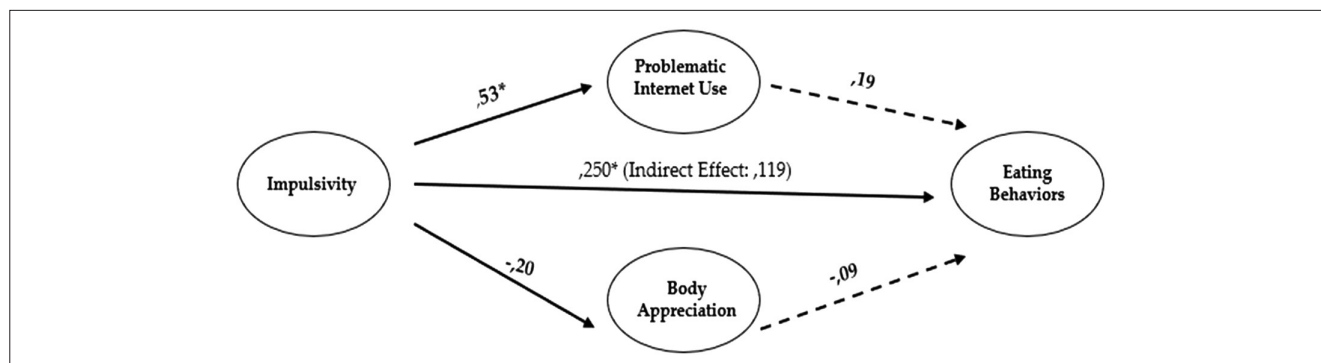 Problematic
Internet Use
,53*
,19
,250* (Indirect Effect: ,119)
Impulsivity
Eating
Behaviors
-,20
-,09
Body
Appreciation